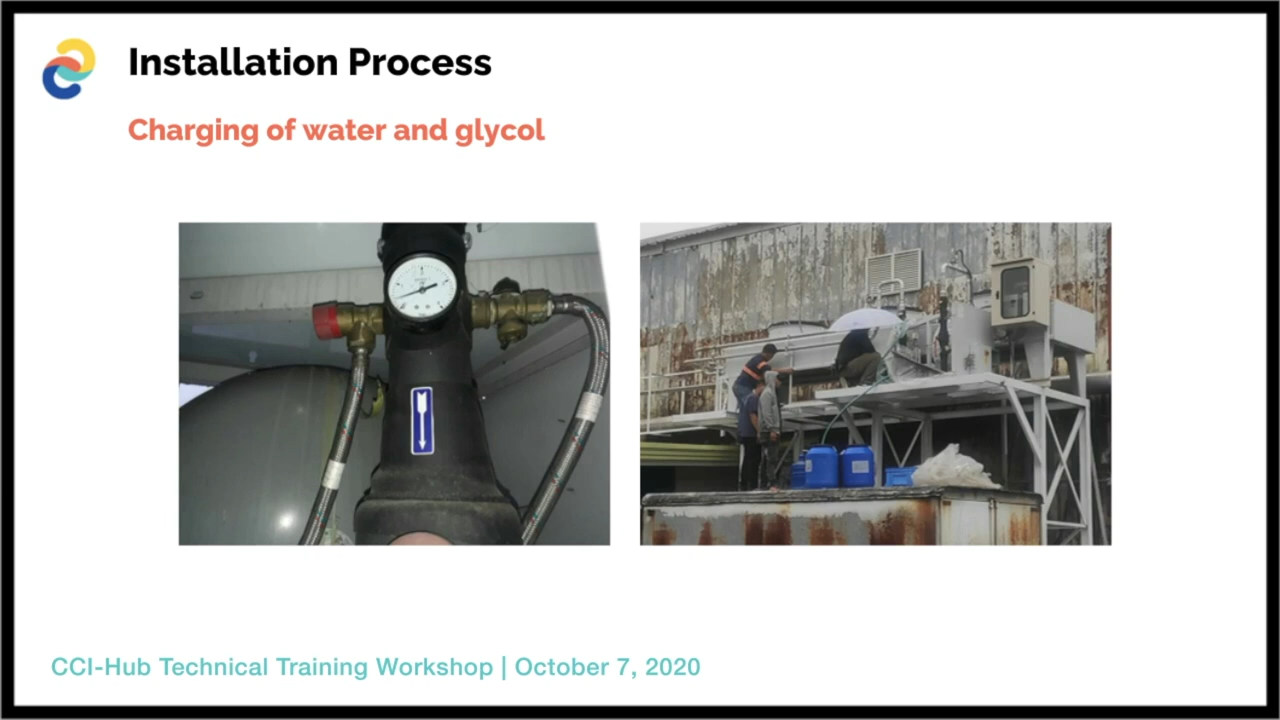 Installation Process
Charging of water and glycol
CCI-Hub Technical Training Workshop | October 7, 2020